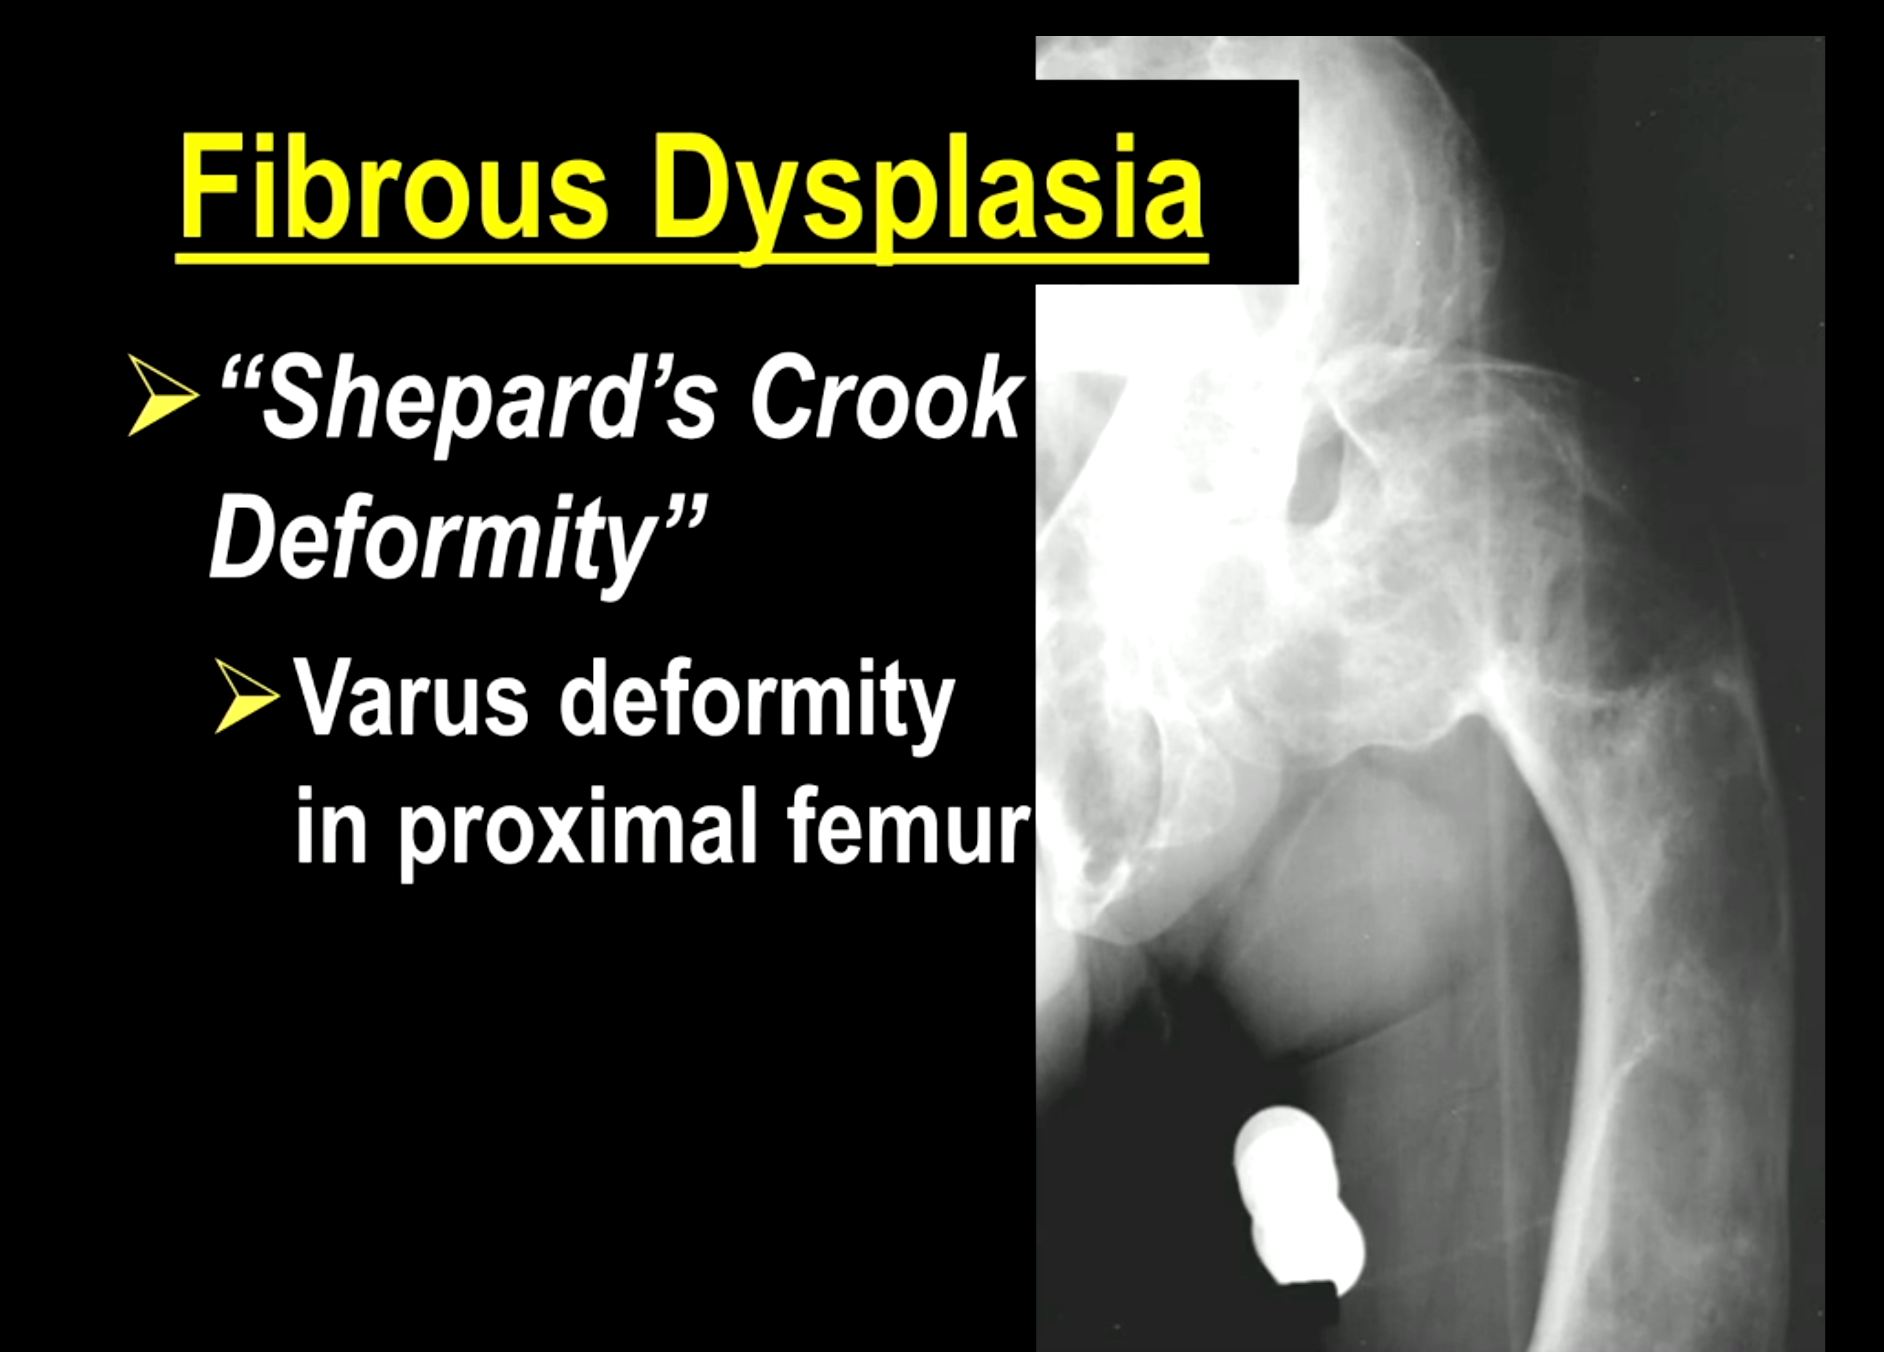 Fibrous Dysplasia
“Shepard’s Crook
Deformity”
Varus deformity
in proximal femur